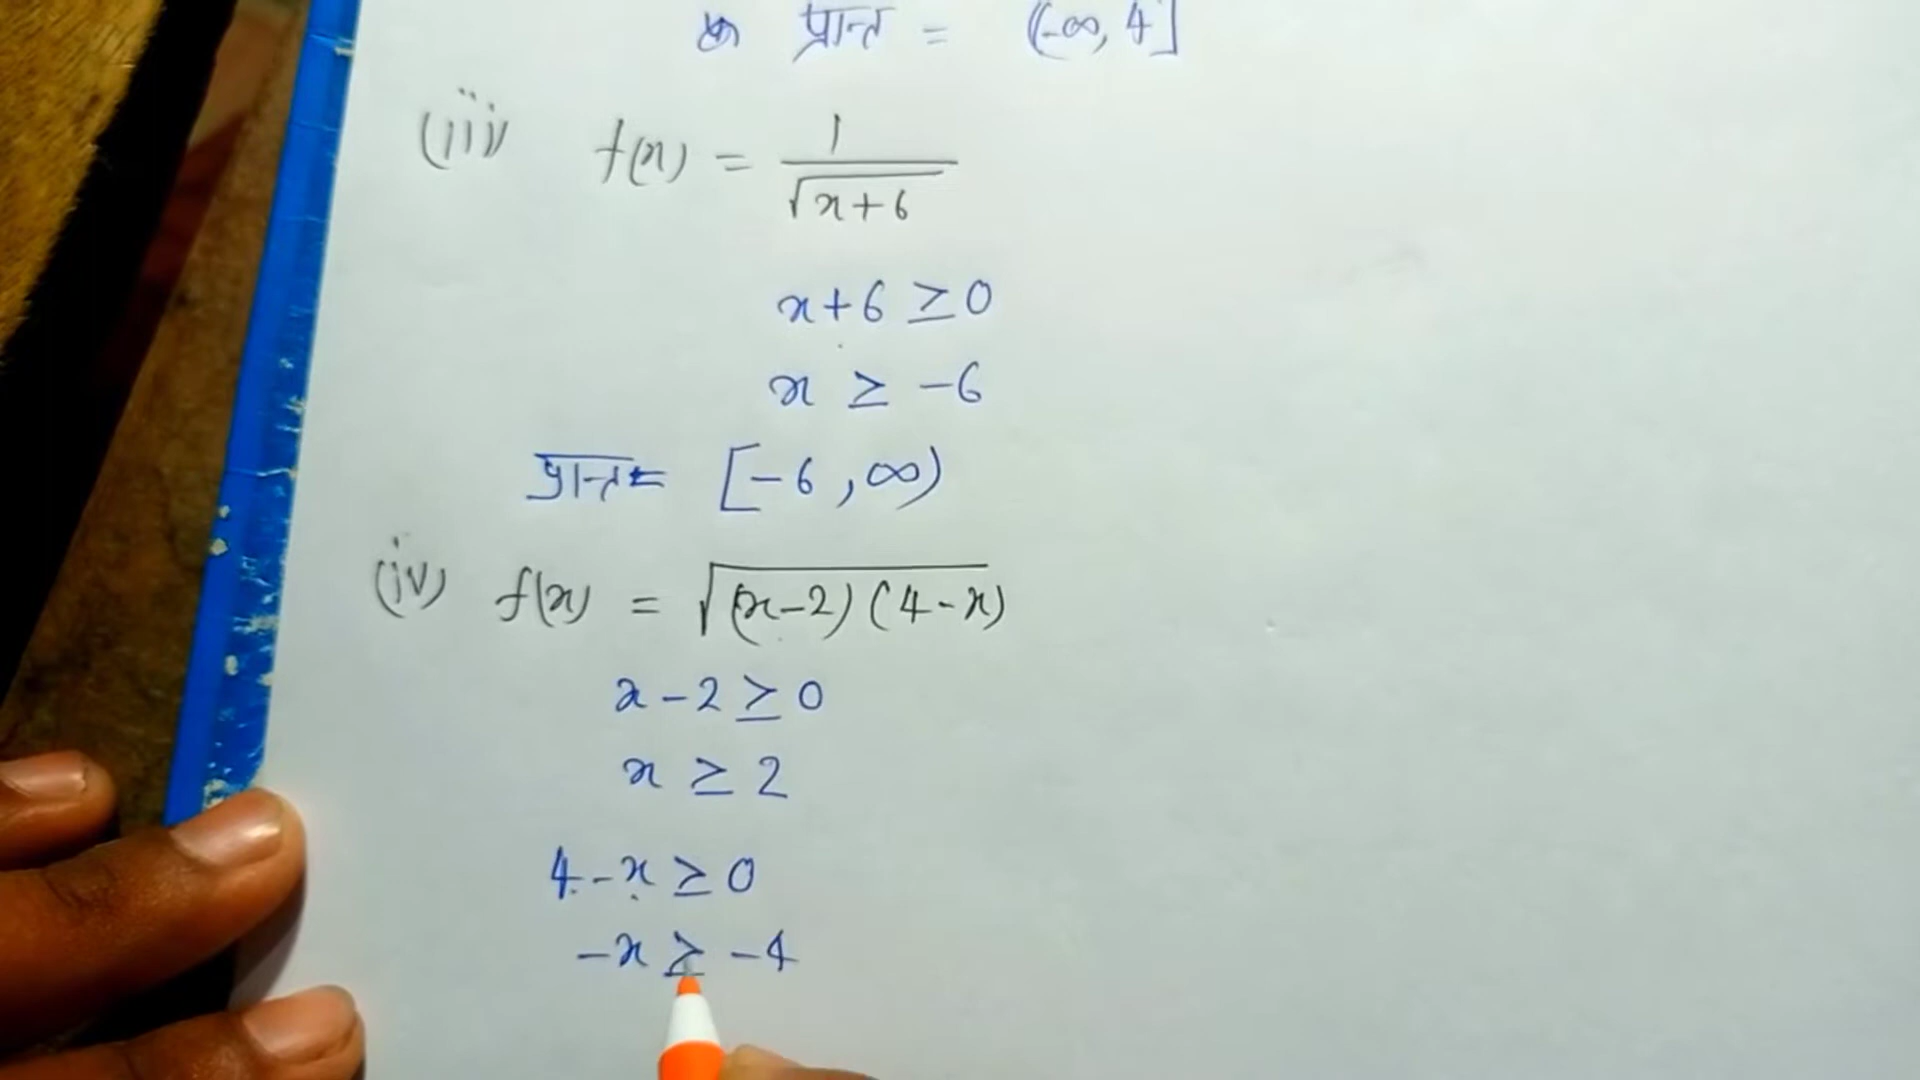 प्रान्त = (-∞, 4]
(iii) f(x) = 1/√(x+6)
x+6 ≥ 0
x ≥ -6
प्रान्त = [-6, ∞)
(iv) f(x) = √(x-2)(4-x)
x-2 ≥ 0
x ≥ 2
4-x ≥ 0
-x ≥ -4